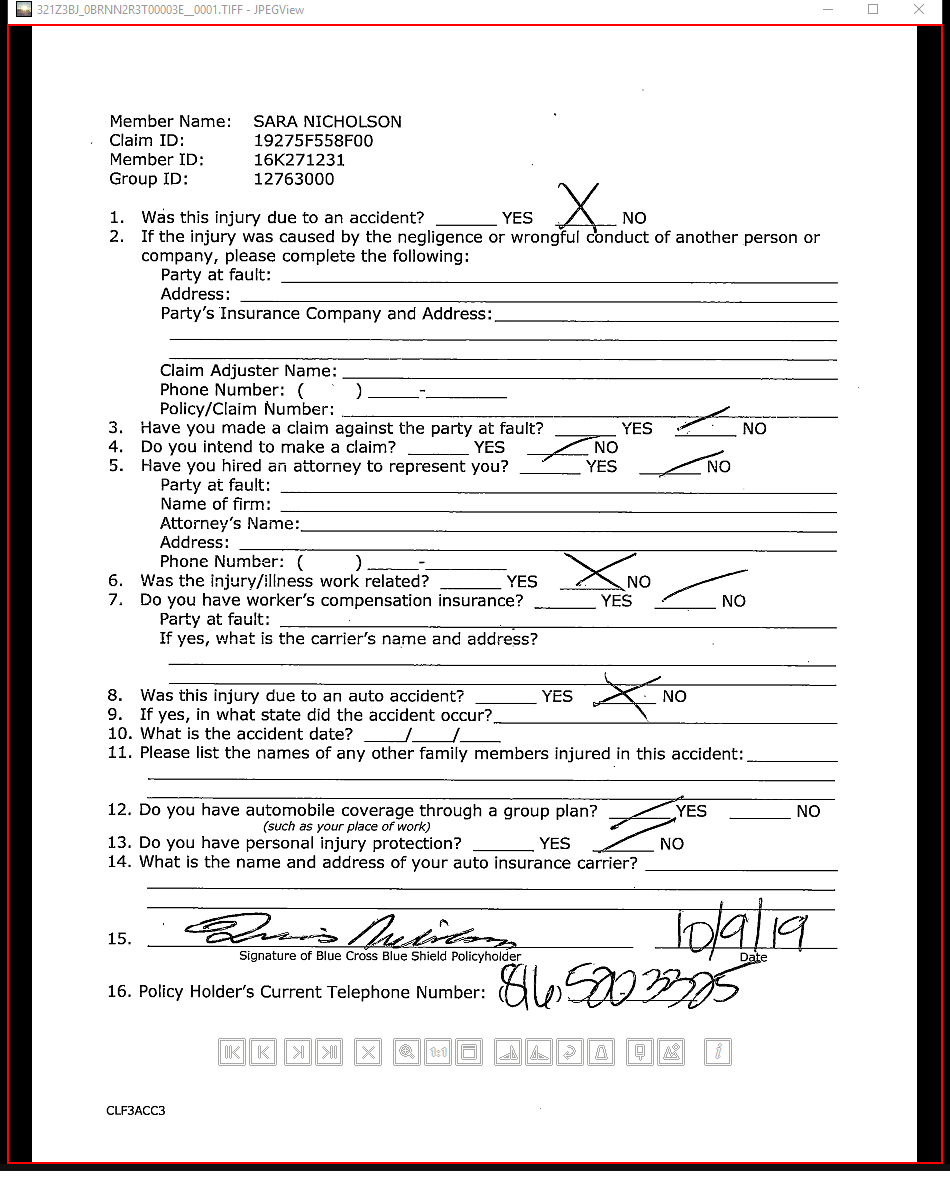 321Z3BJ_0BRNN2R3T00003E__0001.TIFF - JPEGView
Member Name: SARA NICHOLSON
Claim ID: 19275F558F00
Member ID: 16K271231
Group ID: 12763000
1. Was this injury due to an accident? ______ YES __X__ NO
2. If the injury was caused by the negligence or wrongful conduct of another person or
company, please complete the following:
Party at fault:
Address:
Party's Insurance Company and Address:
Claim Adjuster Name:
Phone Number: ( ) ______-________
Policy/Claim Number:
3. Have you made a claim against the party at fault? ______ YES ______ NO
4. Do you intend to make a claim? ______ YES ______ NO
5. Have you hired an attorney to represent you? ______ YES ______ NO
Party at fault:
Name of firm:
Attorney's Name:
Address:
Phone Number: ( ) ______-________
6. Was the injury/illness work related? ______ YES __X__ NO
7. Do you have worker's compensation insurance? ______ YES ______ NO
Party at fault:
If yes, what is the carrier's name and address?
8. Was this injury due to an auto accident? ______ YES __X__ NO
9. If yes, in what state did the accident occur?
10. What is the accident date? ____/____/____
11. Please list the names of any other family members injured in this accident:
12. Do you have automobile coverage through a group plan? ______ YES ______ NO
(such as your place of work)
13. Do you have personal injury protection? ______ YES ______ NO
14. What is the name and address of your auto insurance carrier?
15. Nicholson 10/9/19
Signature of Blue Cross Blue Shield Policyholder Date
16. Policy Holder's Current Telephone Number: (816) 520 3325
1:1
CLF3ACC3